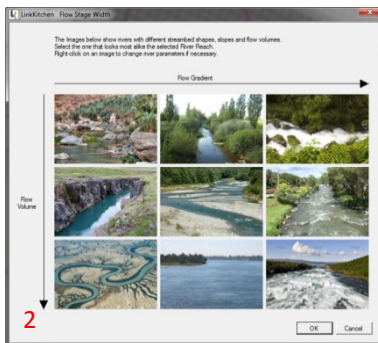 LinkKitchen Flow Stage Width
The Images below show rivers with different streambed shapes, slopes and flow volumes.
Select the one that looks most alike the selected River Reach.
Right-click on an image to change river parameters if necessary.
Flow Gradient
Flow
Volume
2
OK Cancel